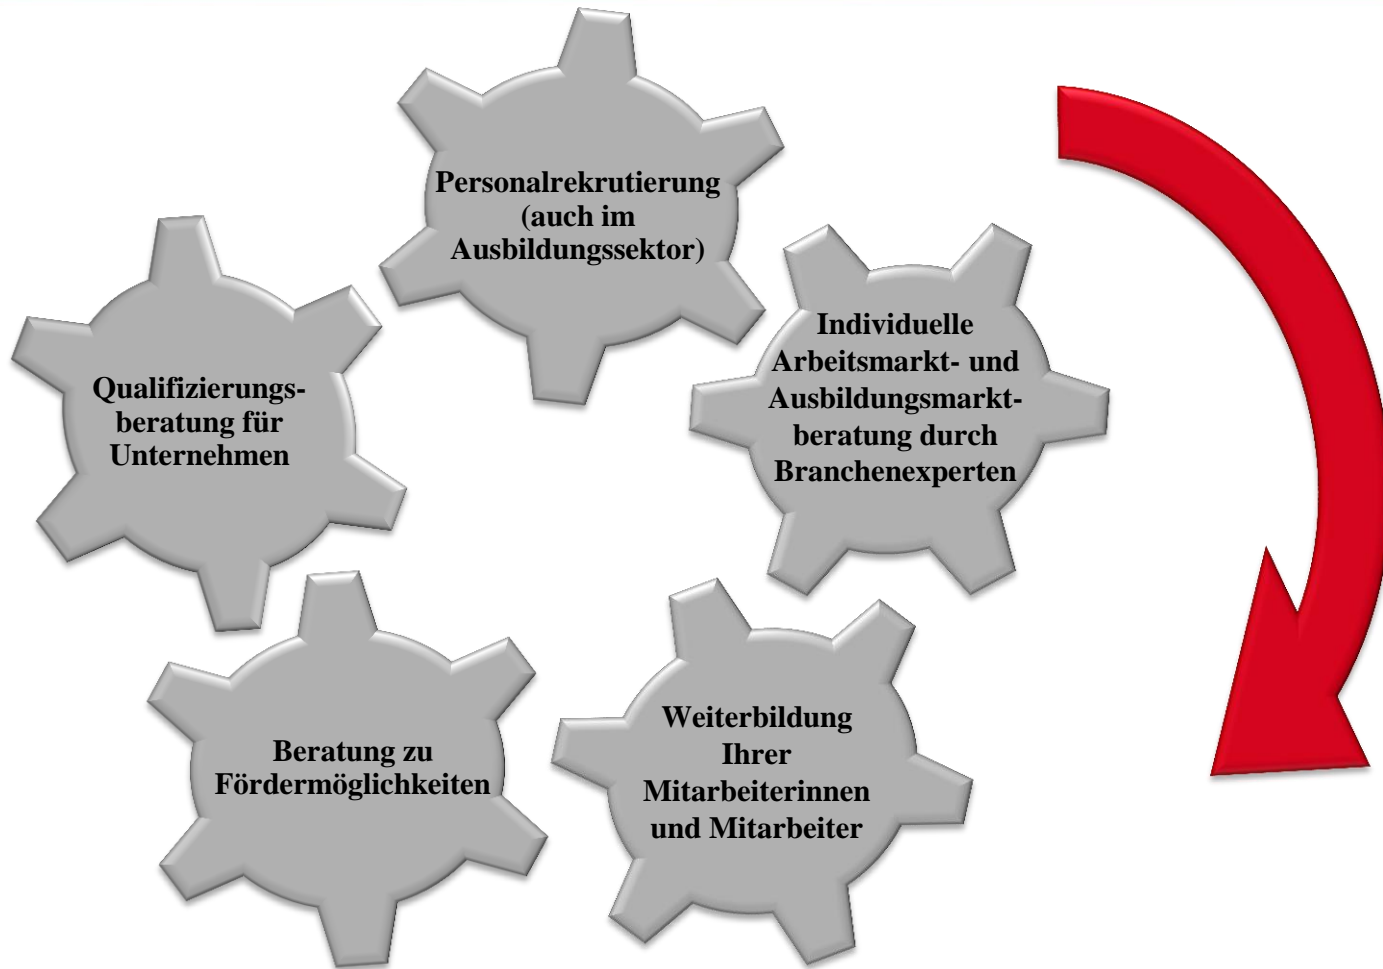 Personalrekrutierung
(auch im
Ausbildungssektor)
Individuelle
Arbeitsmarkt- und
Ausbildungsmarkt-
beratung durch
Branchenexperten
Qualifizierungs-
beratung für
Unternehmen
Weiterbildung
Ihrer
Mitarbeiterinnen
und Mitarbeiter
Beratung zu
Fördermöglichkeiten